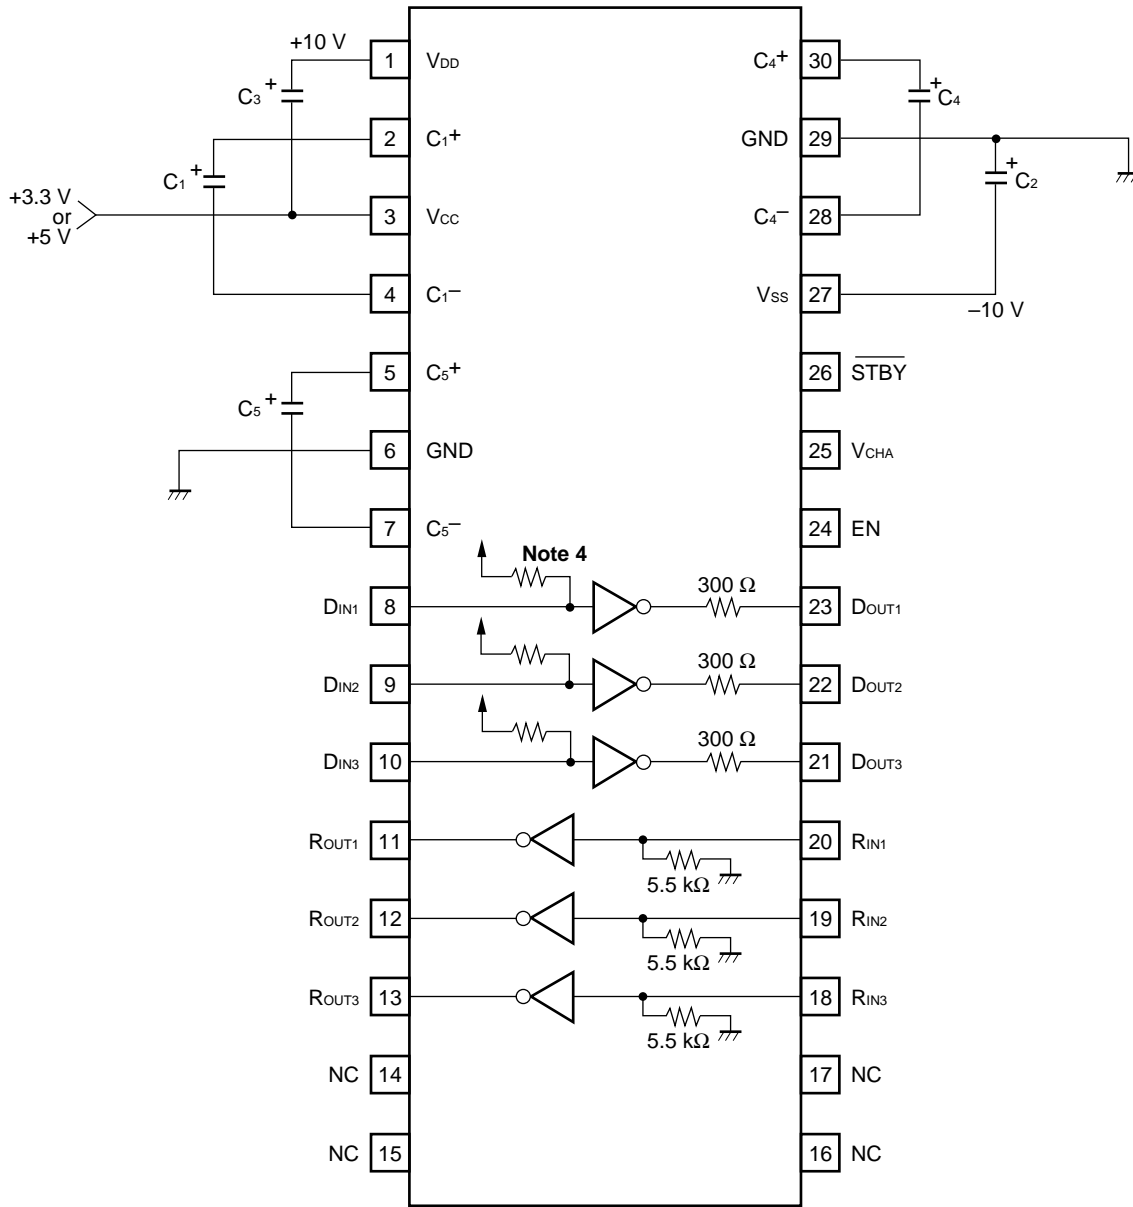 +10 V
1 VDD
C4+ 30
C3 +
+ C4
2 C1+
GND 29
C1 +
+ C2
+3.3 V
or
+5 V
3 VCC
C4– 28
4 C1–
VSS 27
–10 V
5 C5+
STBY 26
C5 +
6 GND
25 VCHA
7 C5–
24 EN
Note 4
300 Ω
DIN1 8
23 DOUT1
300 Ω
DIN2 9
22 DOUT2
300 Ω
DIN3 10
21 DOUT3
ROUT1 11
20 RIN1
5.5 kΩ
ROUT2 12
19 RIN2
5.5 kΩ
ROUT3 13
18 RIN3
5.5 kΩ
NC 14
17 NC
NC 15
16 NC